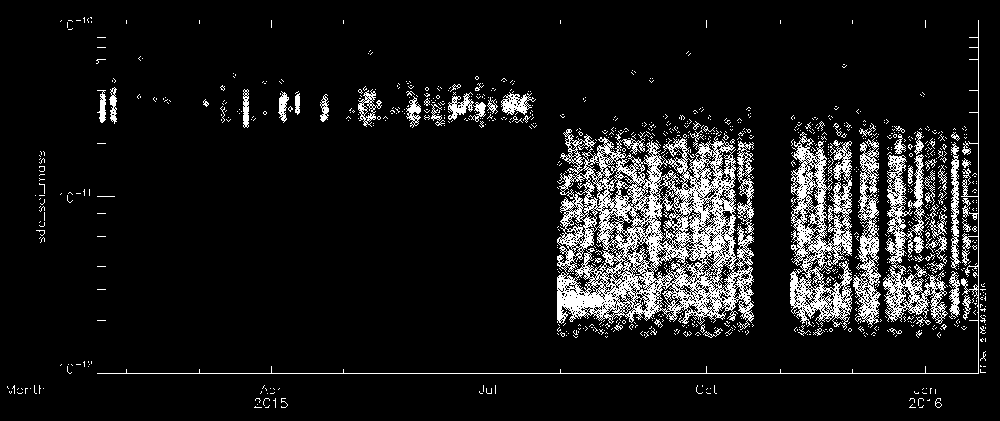 10−10
sdc_sci_mass
10−11
10−12
Fri Dec 2 09:46:47 2016
Month
Apr
Jul
Oct
Jan
2015
2016